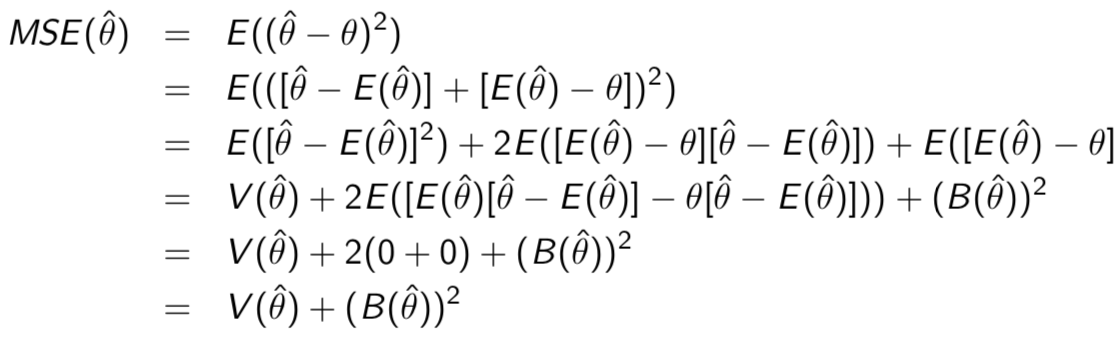 MSE(θ̂) = E((θ̂ − θ)²)
= E(([θ̂ − E(θ̂)] + [E(θ̂) − θ])²)
= E([θ̂ − E(θ̂)]²) + 2E([E(θ̂) − θ][θ̂ − E(θ̂)]) + E([E(θ̂) − θ]
= V(θ̂) + 2E([E(θ̂)[θ̂ − E(θ̂)] − θ[θ̂ − E(θ̂)])) + (B(θ̂))²
= V(θ̂) + 2(0 + 0) + (B(θ̂))²
= V(θ̂) + (B(θ̂))²